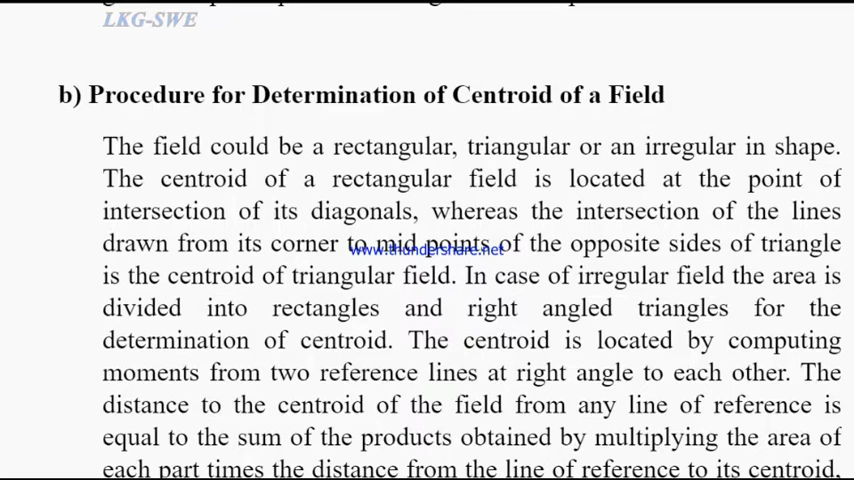 LKG-SWE
b) Procedure for Determination of Centroid of a Field
The field could be a rectangular, triangular or an irregular in shape.
The centroid of a rectangular field is located at the point of
intersection of its diagonals, whereas the intersection of the lines
drawn from its corner to mid points of the opposite sides of triangle
www.thundershare.net
is the centroid of triangular field. In case of irregular field the area is
divided into rectangles and right angled triangles for the
determination of centroid. The centroid is located by computing
moments from two reference lines at right angle to each other. The
distance to the centroid of the field from any line of reference is
equal to the sum of the products obtained by multiplying the area of
each part times the distance from the line of reference to its centroid,